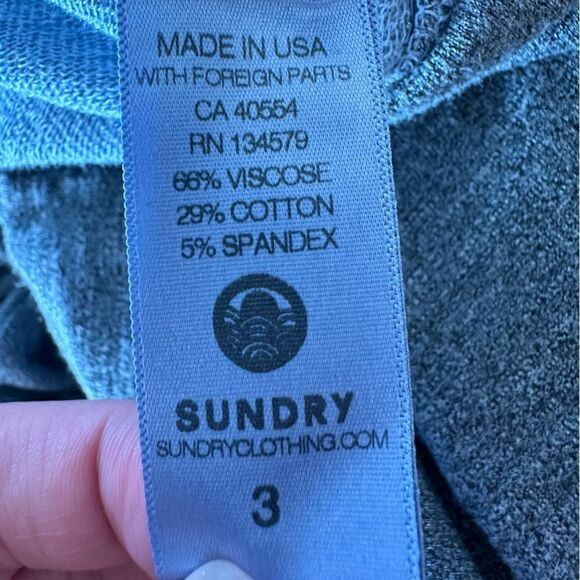 MADE IN USA
WITH FOREIGN PARTS
CA 40554
RN 134579
66% VISCOSE
29% COTTON
5% SPANDEX
SUNDRY
SUNDRYCLOTHING.COM
3